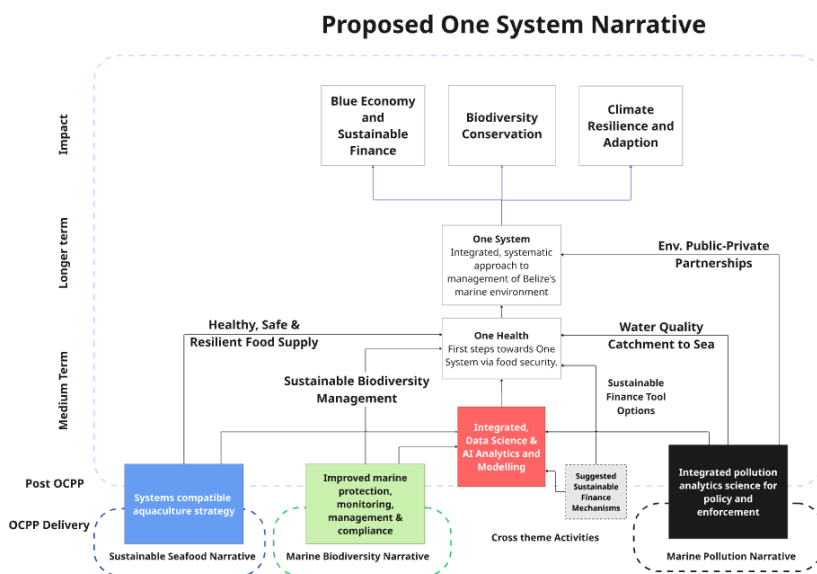 Proposed One System Narrative
Impact
Blue Economy
and
Sustainable
Finance
Biodiversity
Conservation
Climate
Resilience and
Adaption
Longer term
One System
Integrated, systematic
approach to
management of Belize's
marine environment
Env. Public-Private
Partnerships
Medium Term
Healthy, Safe &
Resilient Food Supply
One Health
First steps towards One
System via food security.
Water Quality
Catchment to Sea
Sustainable Biodiversity
Management
Sustainable
Finance Tool
Options
Integrated,
Data Science &
AI Analytics and
Modelling
Post OCPP
OCPP Delivery
Systems compatible
aquaculture strategy
Improved marine
protection,
monitoring,
management &
compliance
Suggested
Sustainable
Finance
Mechanisms
Integrated pollution
analytics science for
policy and
enforcement
Cross theme Activities
Sustainable Seafood Narrative
Marine Biodiversity Narrative
Marine Pollution Narrative